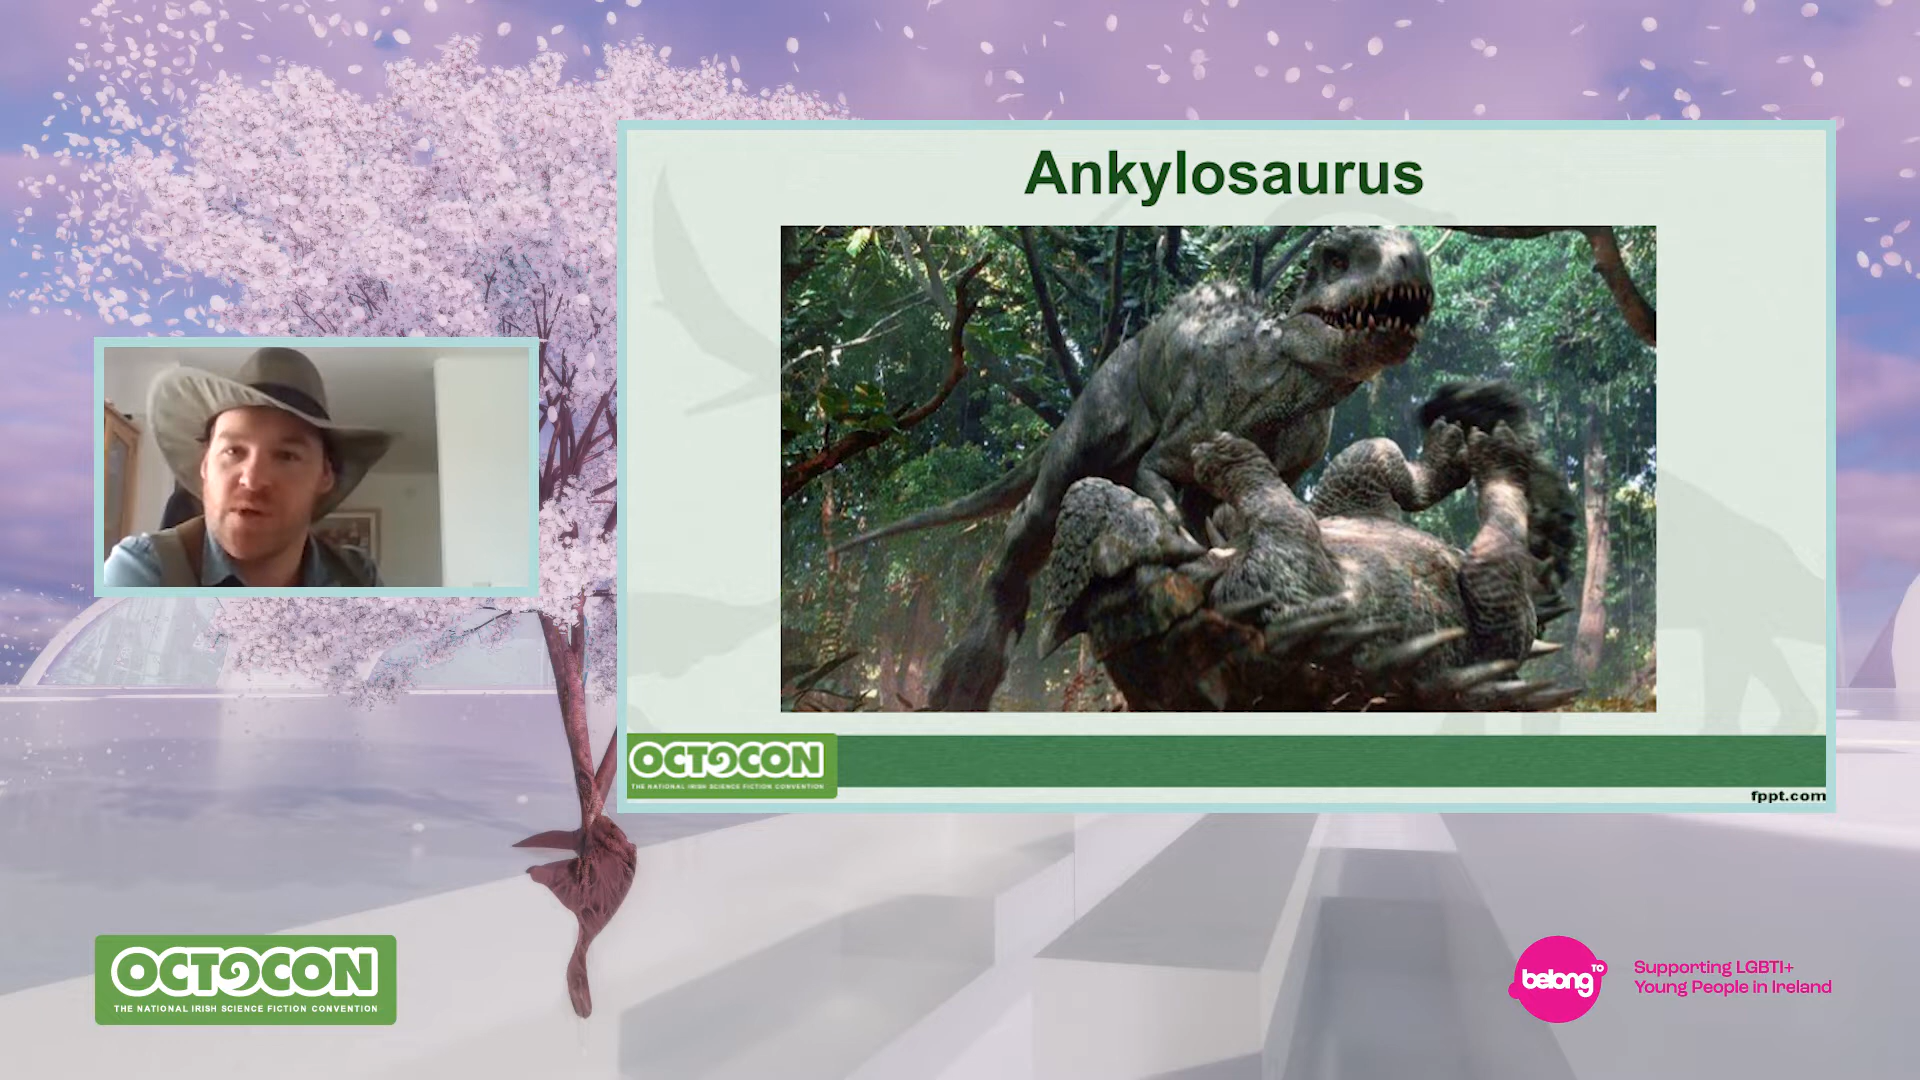 Ankylosaurus
OCTOCON
THE NATIONAL IRISH SCIENCE FICTION CONVENTION
fppt.com
OCTOCON
THE NATIONAL IRISH SCIENCE FICTION CONVENTION
belong TO
Supporting LGBTI+
Young People in Ireland